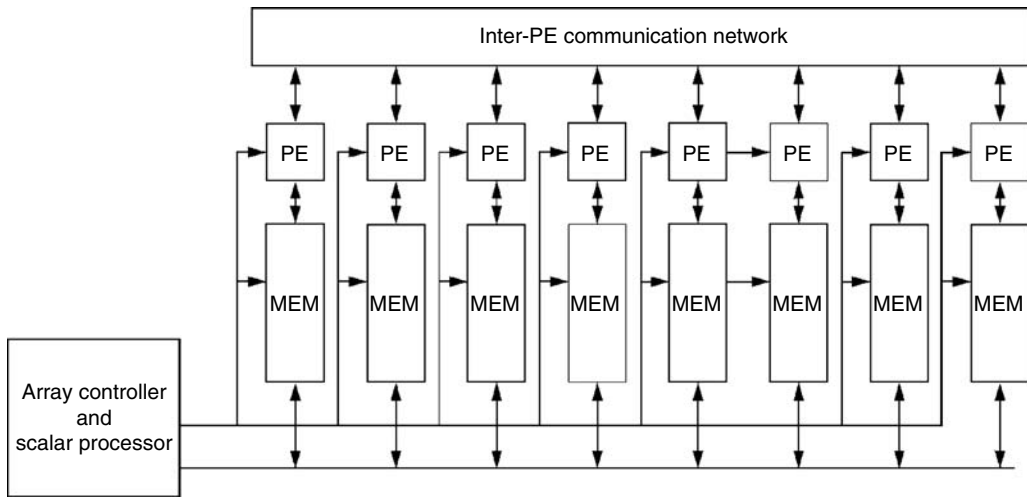 Inter-PE communication network
PE PE PE PE PE PE PE PE
MEM MEM MEM MEM MEM MEM MEM MEM
Array controller
and
scalar processor